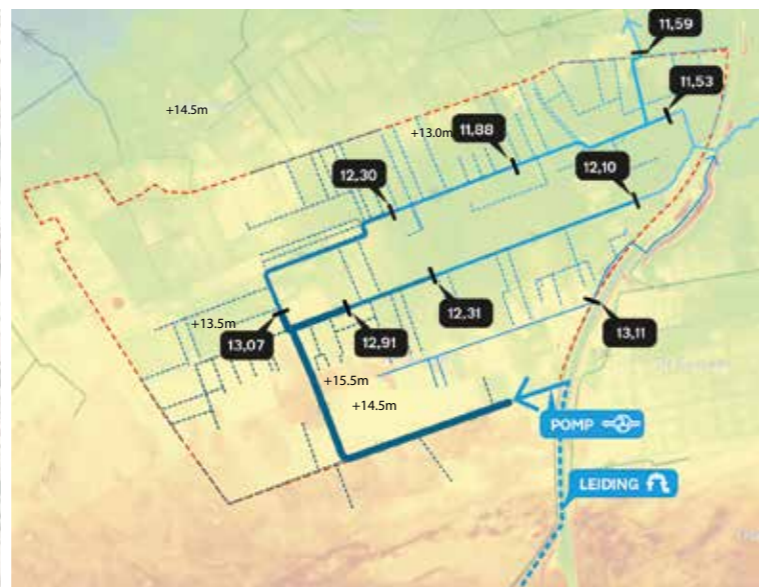 11,59
+14.5m
11,53
+13.0m
11,88
12,30
12,10
+13.5m
13,07
12,91
12,31
13,11
+15.5m
+14.5m
POMP
LEIDING